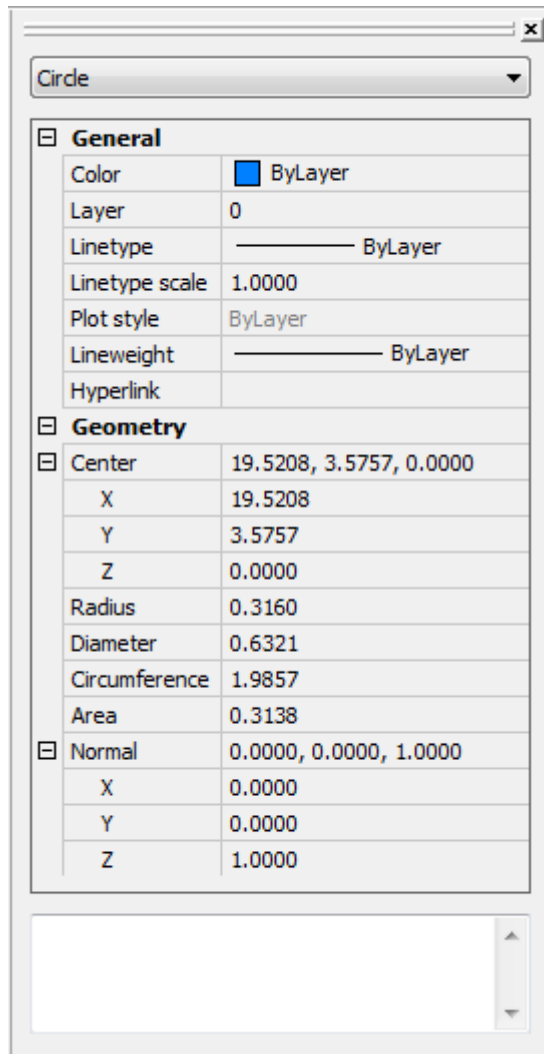 Circle
General
Color ByLayer
Layer 0
Linetype ByLayer
Linetype scale 1.0000
Plot style ByLayer
Lineweight ByLayer
Hyperlink
Geometry
Center 19.5208, 3.5757, 0.0000
X 19.5208
Y 3.5757
Z 0.0000
Radius 0.3160
Diameter 0.6321
Circumference 1.9857
Area 0.3138
Normal 0.0000, 0.0000, 1.0000
X 0.0000
Y 0.0000
Z 1.0000